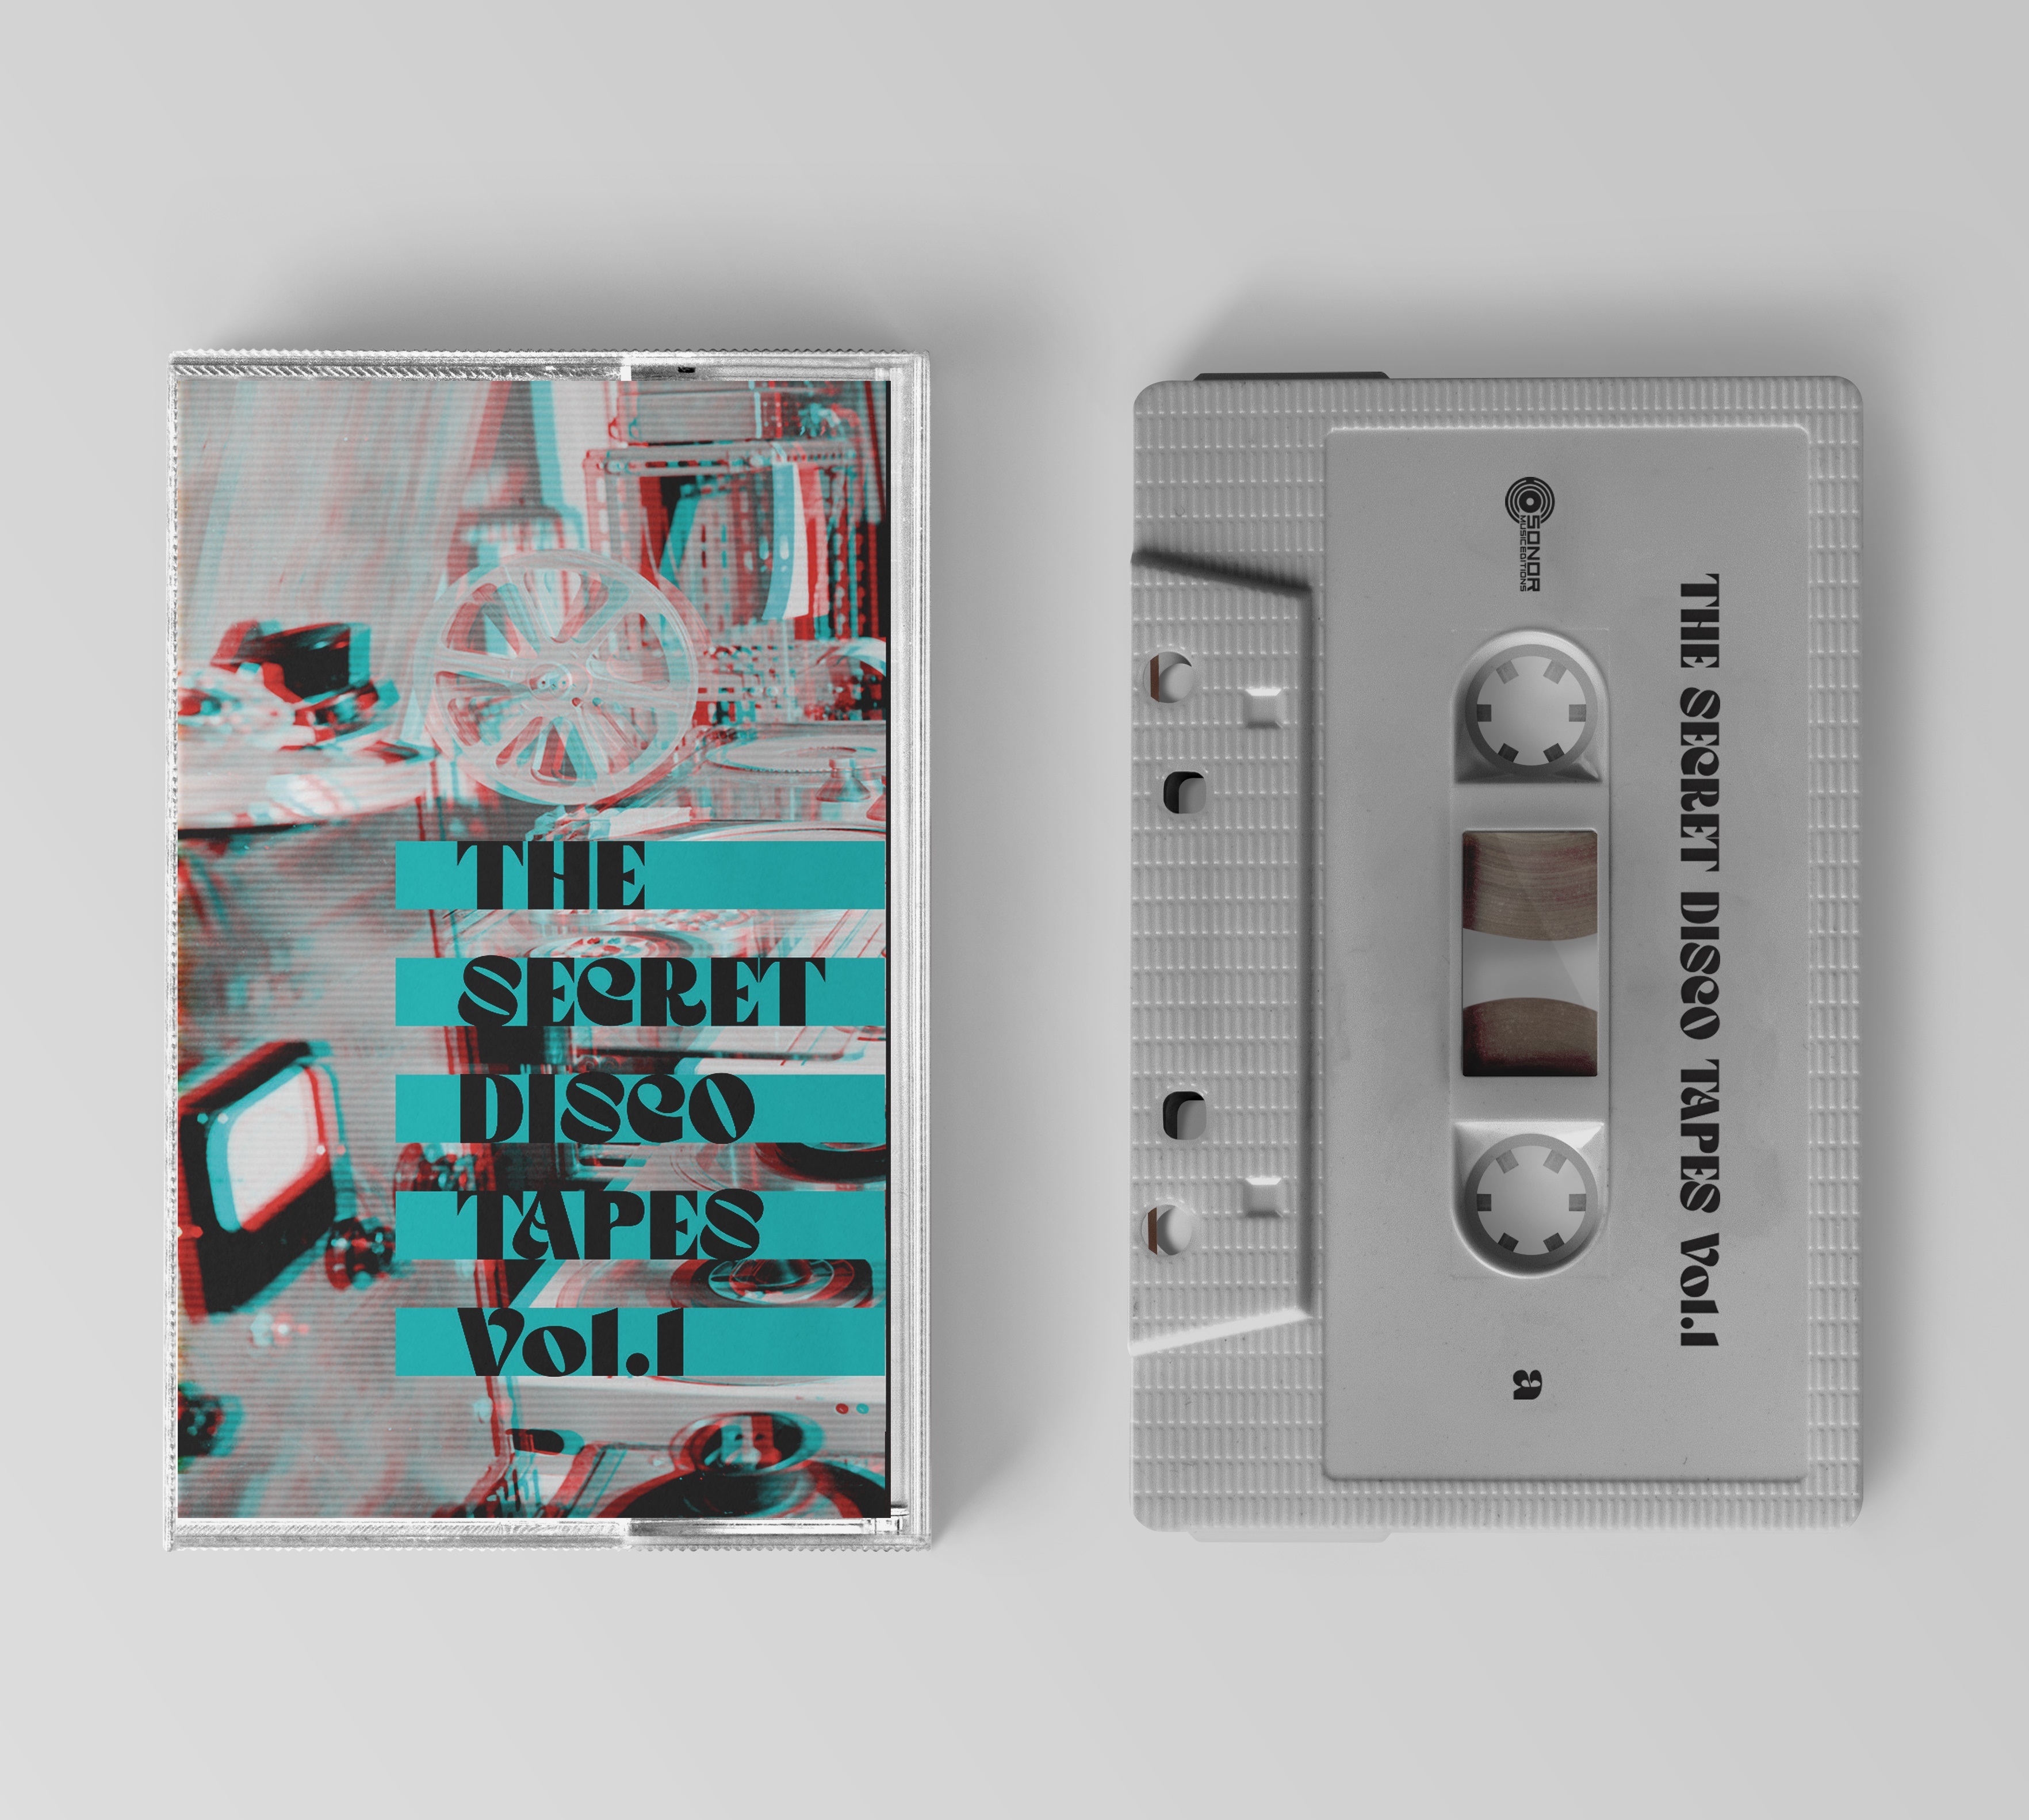 THE
SECRET
DISCO
TAPES
Vol.1
SONOR
MUSIC EDITIONS
THE SECRET DISCO TAPES Vol.1
a